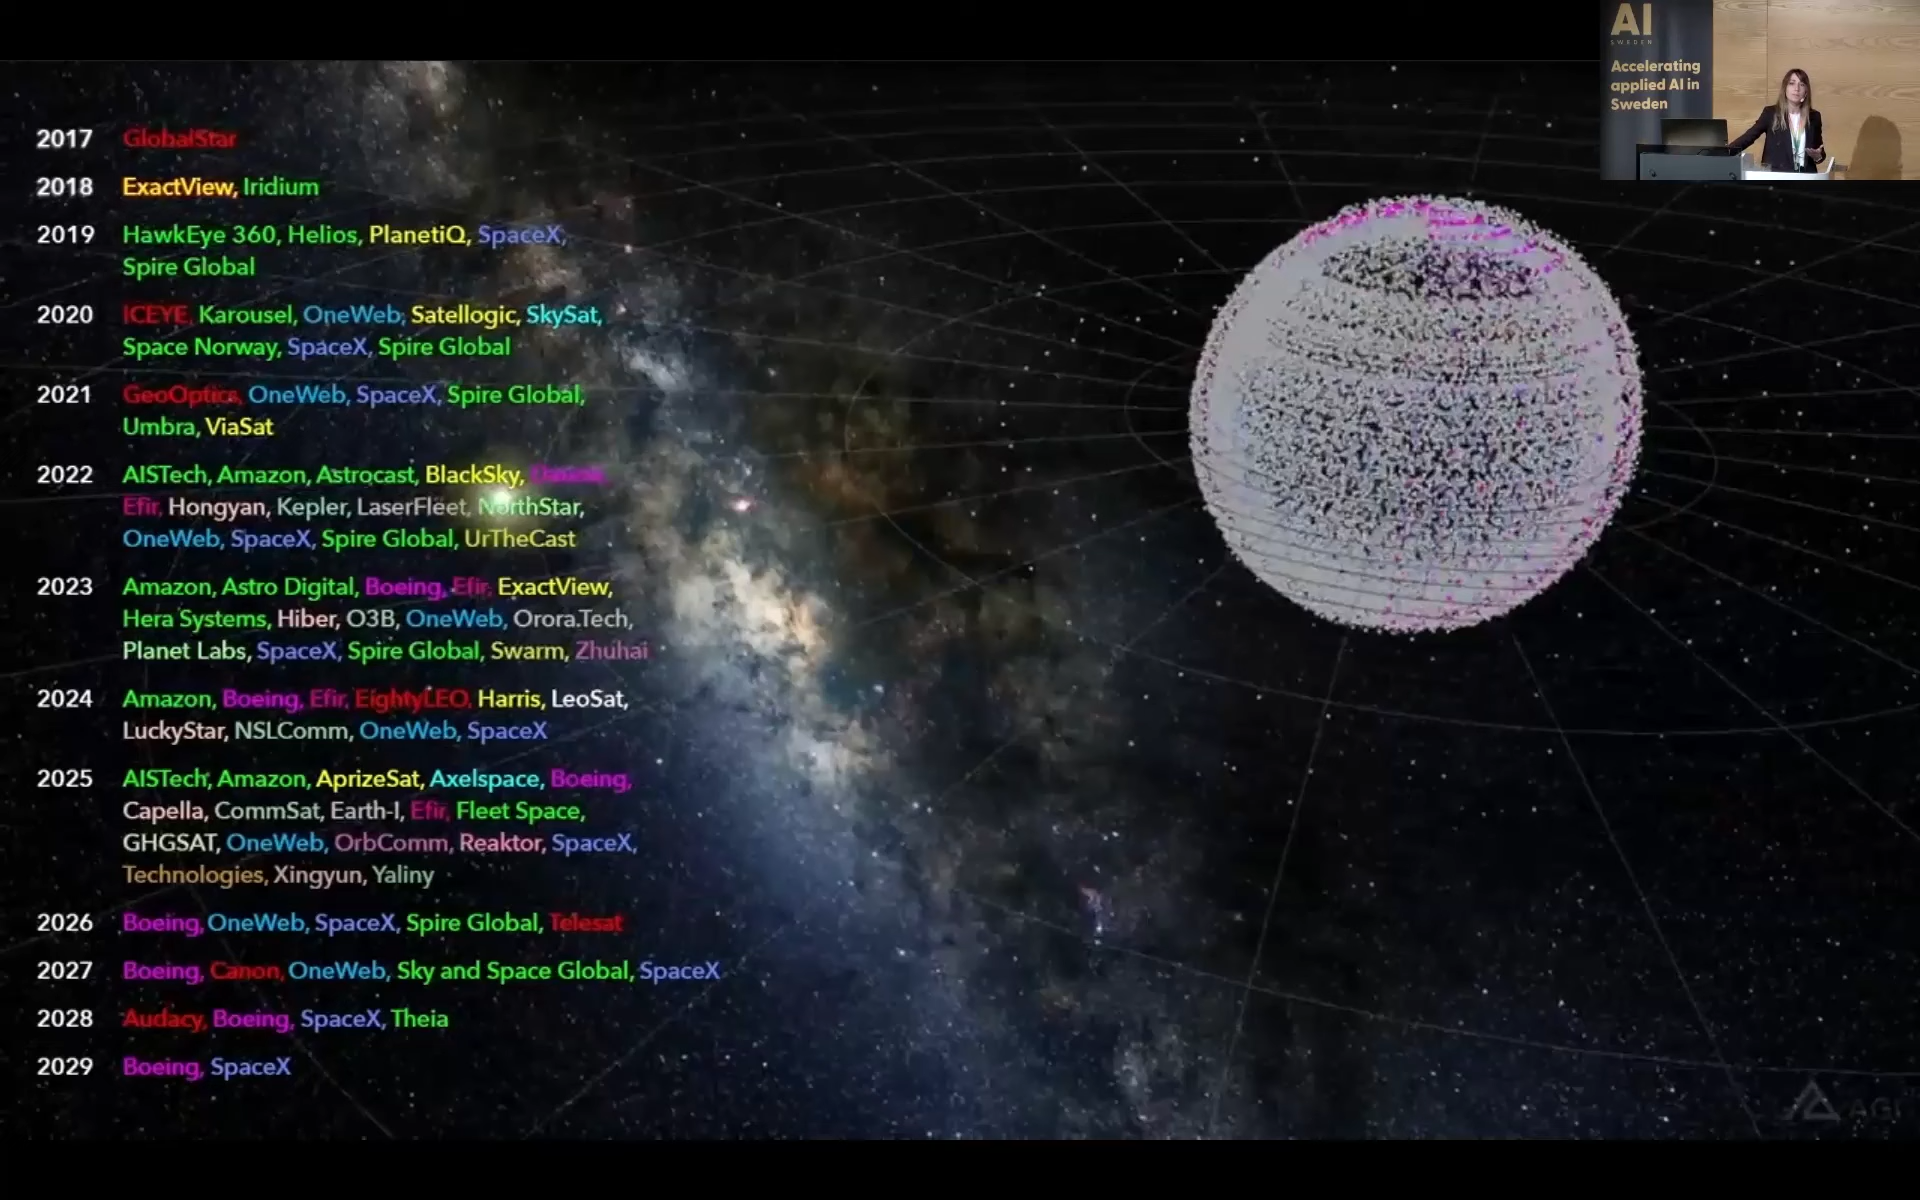 AI
SWEDEN
Accelerating
applied AI in
Sweden
2017 GlobalStar
2018 ExactView, Iridium
2019 HawkEye 360, Helios, PlanetiQ, SpaceX,
Spire Global
2020 ICEYE, Karousel, OneWeb, Satellogic, SkySat,
Space Norway, SpaceX, Spire Global
2021 GeoOptics, OneWeb, SpaceX, Spire Global,
Umbra, ViaSat
2022 AISTech, Amazon, Astrocast, BlackSky,
Efir, Hongyan, Kepler, LaserFleet, NorthStar,
OneWeb, SpaceX, Spire Global, UrTheCast
2023 Amazon, Astro Digital, Boeing, Efir, ExactView,
Hera Systems, Hiber, O3B, OneWeb, Orora.Tech,
Planet Labs, SpaceX, Spire Global, Swarm, Zhuhai
2024 Amazon, Boeing, Efir, EightyLEO, Harris, LeoSat,
LuckyStar, NSLComm, OneWeb, SpaceX
2025 AISTech, Amazon, AprizeSat, Axelspace, Boeing,
Capella, CommSat, Earth-I, Efir, Fleet Space,
GHGSAT, OneWeb, OrbComm, Reaktor, SpaceX,
Technologies, Xingyun, Yaliny
2026 Boeing, OneWeb, SpaceX, Spire Global, Telesat
2027 Boeing, Canon, OneWeb, Sky and Space Global, SpaceX
2028 Audacy, Boeing, SpaceX, Theia
2029 Boeing, SpaceX
AGI